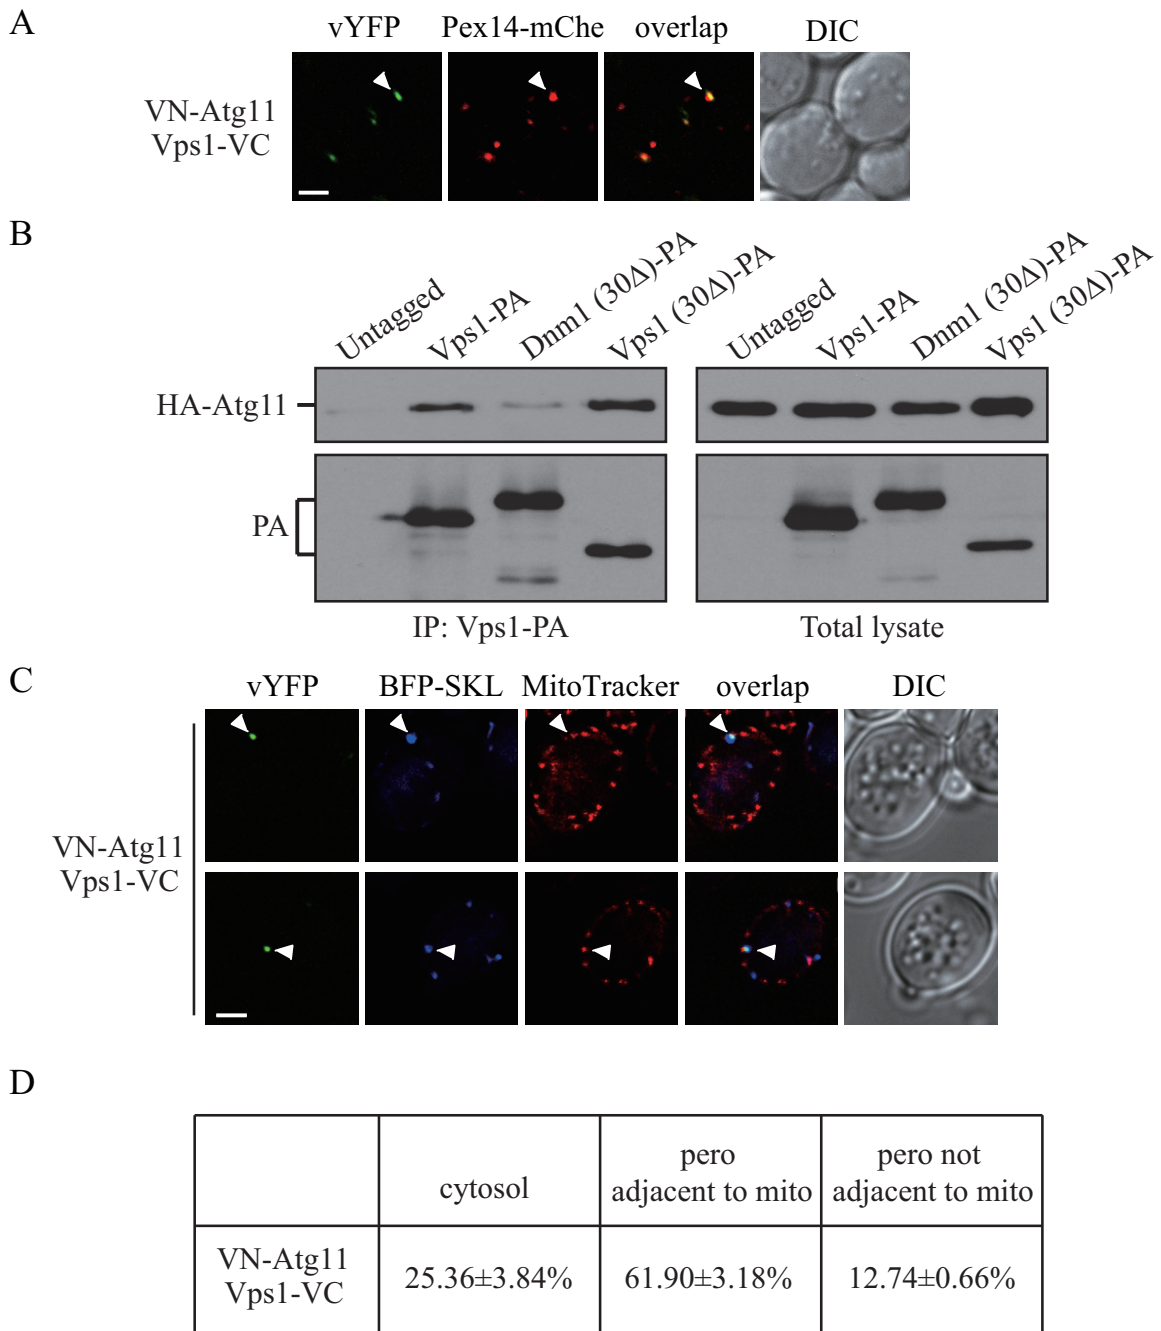 A
vYFP Pex14-mChe overlap DIC
VN-Atg11
Vps1-VC
B
Untagged Vps1-PA Dnm1 (30Δ)-PA Vps1 (30Δ)-PA Untagged Vps1-PA Dnm1 (30Δ)-PA Vps1 (30Δ)-PA
HA-Atg11
PA
IP: Vps1-PA Total lysate
C
vYFP BFP-SKL MitoTracker overlap DIC
VN-Atg11
Vps1-VC
D
cytosol
pero
adjacent to mito
pero not
adjacent to mito
VN-Atg11
Vps1-VC
25.36±3.84% 61.90±3.18% 12.74±0.66%